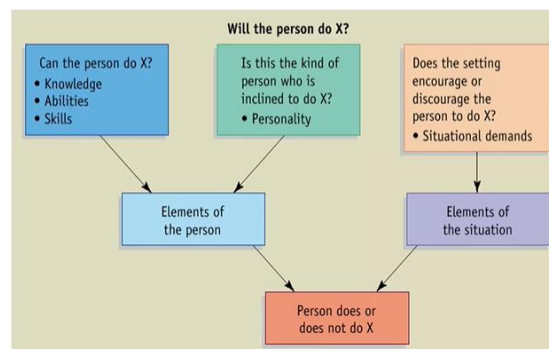 Will the person do X?
Can the person do X?
• Knowledge
• Abilities
• Skills
Is this the kind of
person who is
inclined to do X?
• Personality
Does the setting
encourage or
discourage the
person to do X?
• Situational demands
Elements of
the person
Elements of
the situation
Person does or
does not do X